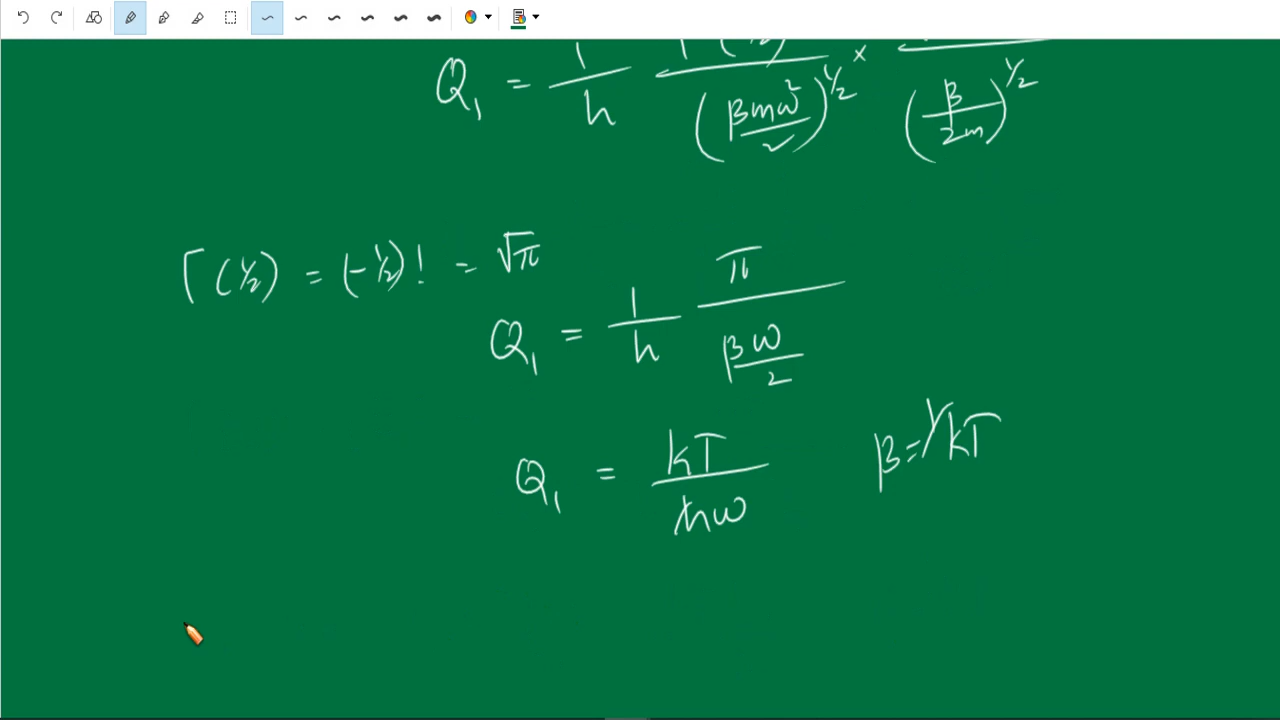 Q₁ = 1/h (βmω²/2)^1/2 × (β/2m)^1/2
Γ(1/2) = (-1/2)! = √π
Q₁ = 1/h π/(βω/2)
Q₁ = kT/ħω β = 1/kT